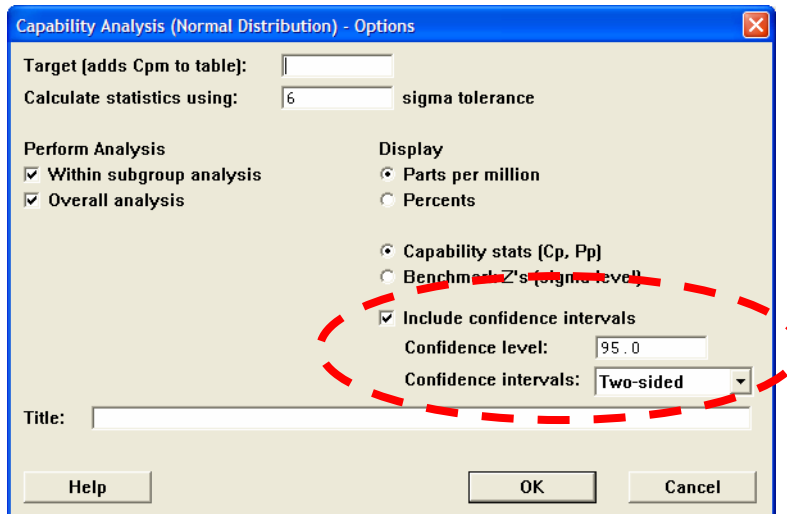 Capability Analysis (Normal Distribution) - Options
Target (adds Cpm to table):
Calculate statistics using: 6 sigma tolerance
Perform Analysis
Within subgroup analysis
Overall analysis
Display
Parts per million
Percents
Capability stats (Cp, Pp)
Benchmark Z's (sigma level)
Include confidence intervals
Confidence level: 95.0
Confidence intervals: Two-sided
Title:
Help OK Cancel